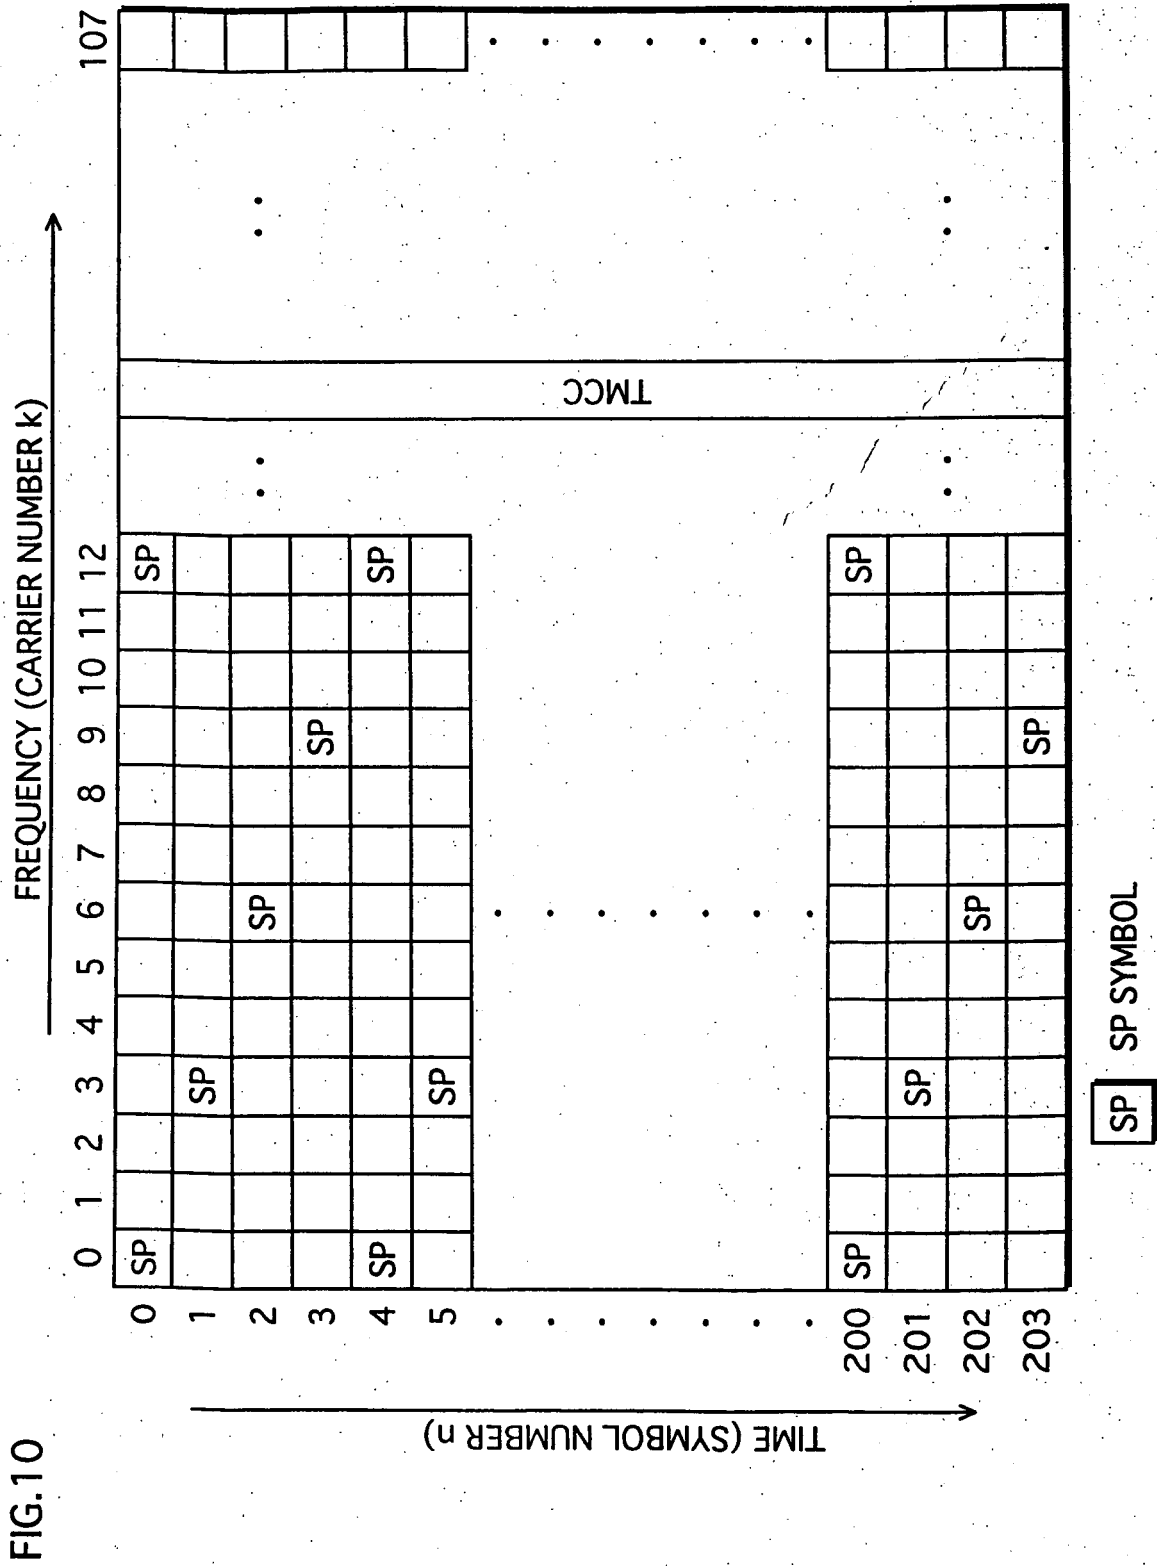 FIG.10
FREQUENCY (CARRIER NUMBER k)
0 1 2 3 4 5 6 7 8 9 10 11 12 107
0 SP SP
1 SP
2 SP
3 SP
4 SP SP
5 SP
TMCC
200 SP SP
201 SP
202 SP
203 SP
TIME (SYMBOL NUMBER n)
SP SP SYMBOL